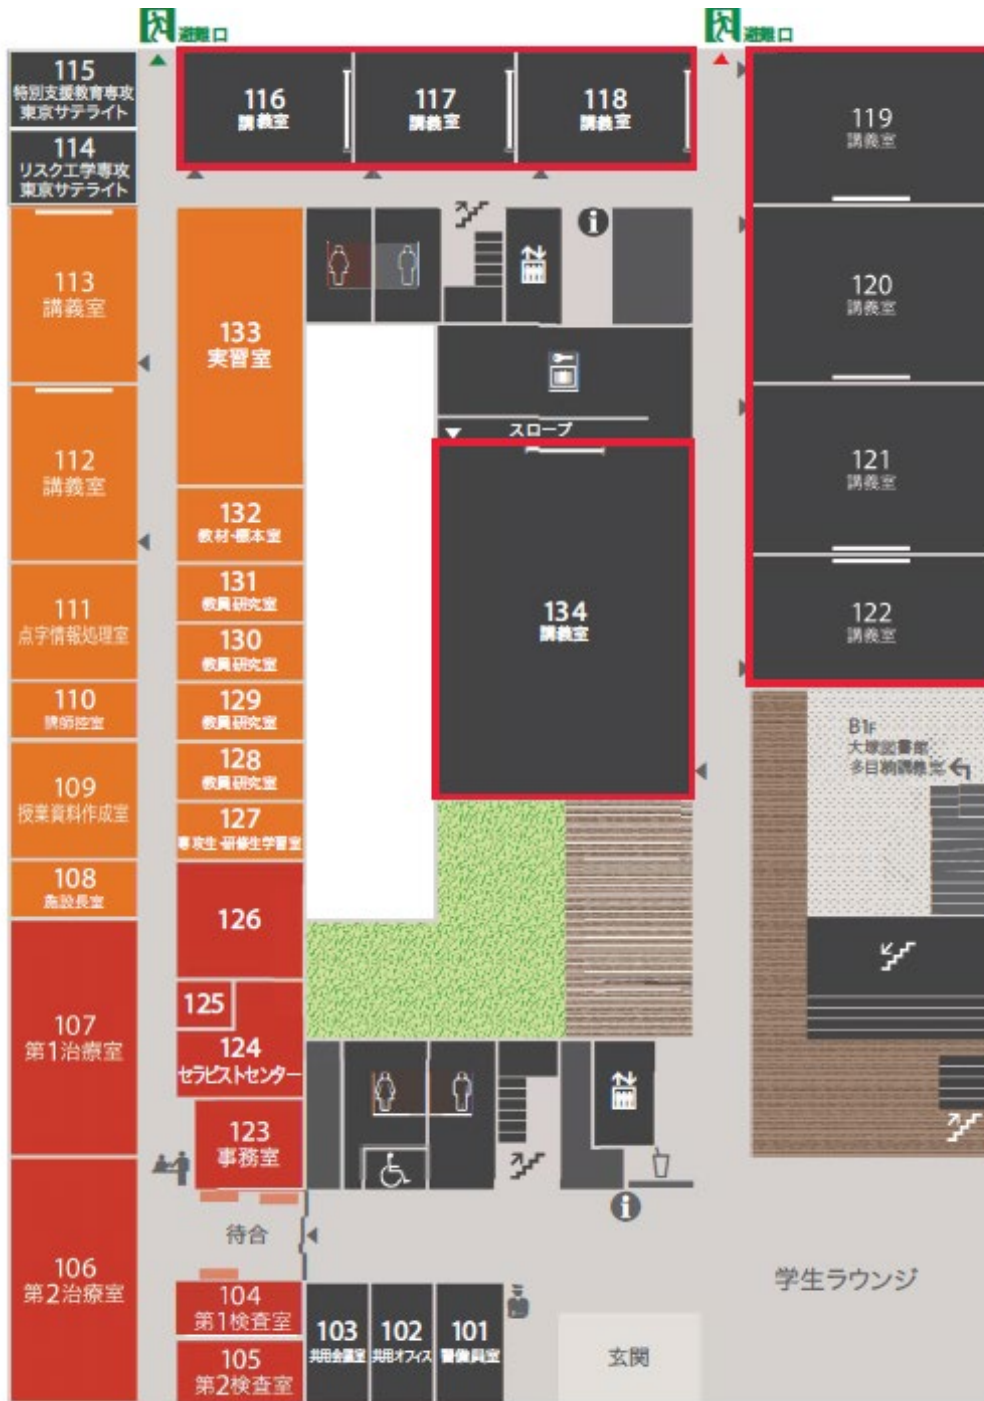 避難口
避難口
115
特別支援教育専攻
東京サテライト
114
リスク工学専攻
東京サテライト
116
講義室
117
講義室
118
講義室
119
講義室
120
講義室
121
講義室
122
講義室
113
講義室
112
講義室
111
点字情報処理室
110
講師控室
109
授業資料作成室
108
施設長室
107
第1治療室
106
第2治療室
133
実習室
132
教材・標本室
131
教員研究室
130
教員研究室
129
教員研究室
128
教員研究室
127
専攻生・研修生学習室
126
125
124
セラピストセンター
123
事務室
スロープ
134
講義室
B1F
大塚図書館
多目的講義室
待合
104
第1検査室
105
第2検査室
103
共用会議室
102
共用オフィス
101
警備員室
玄関
学生ラウンジ